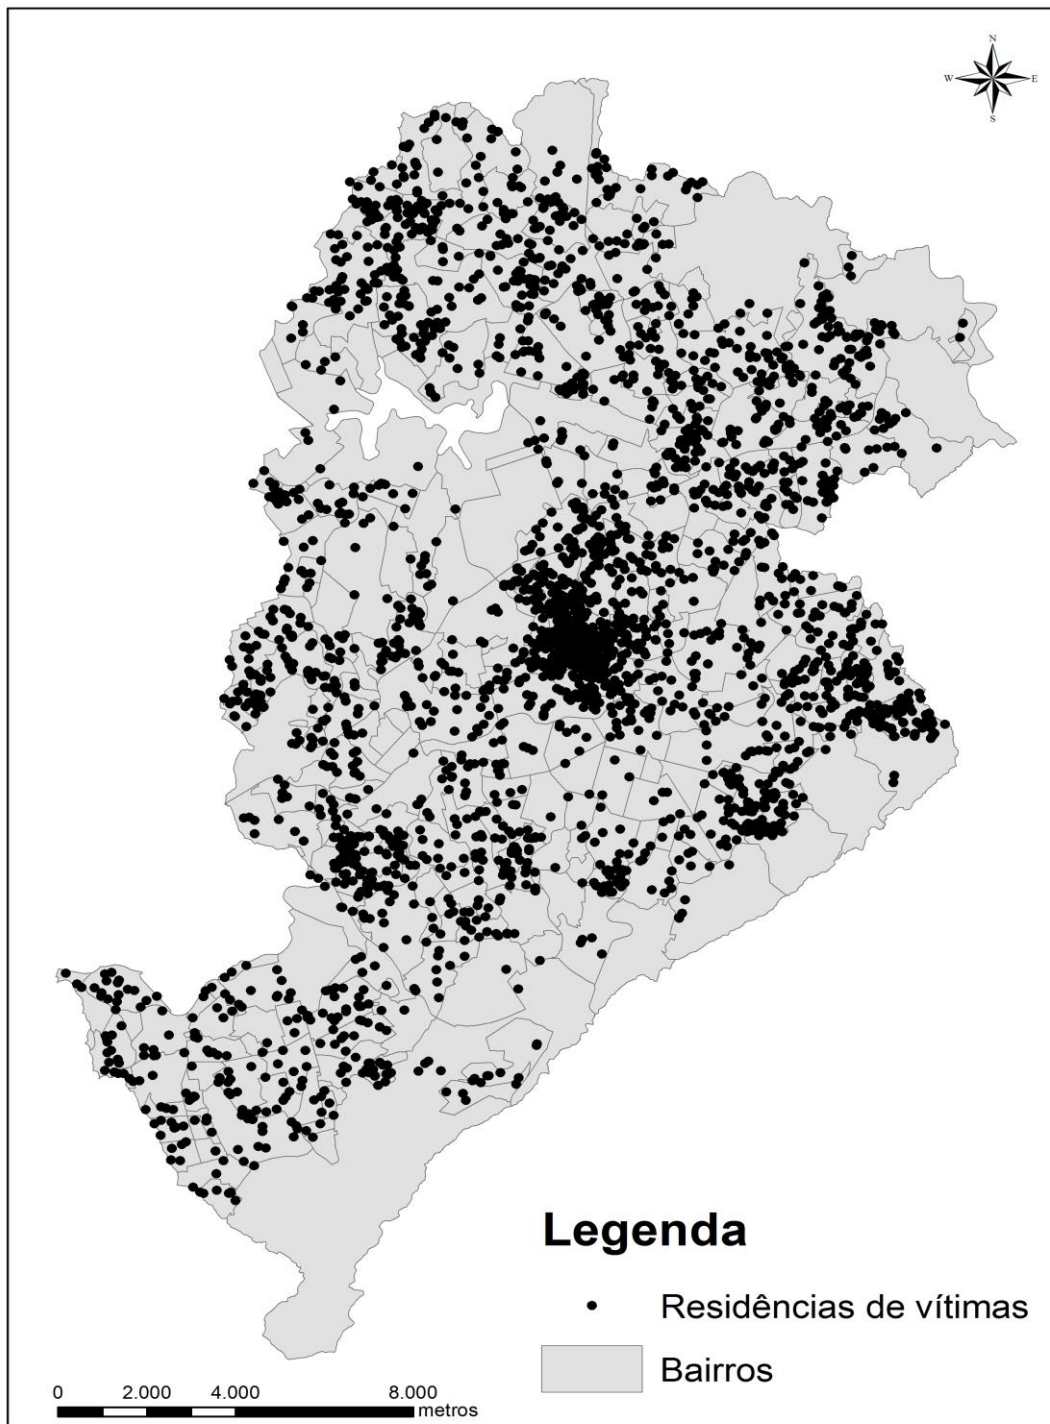 N
W E
S
Legenda
Residências de vítimas
Bairros
0 2.000 4.000 8.000
metros